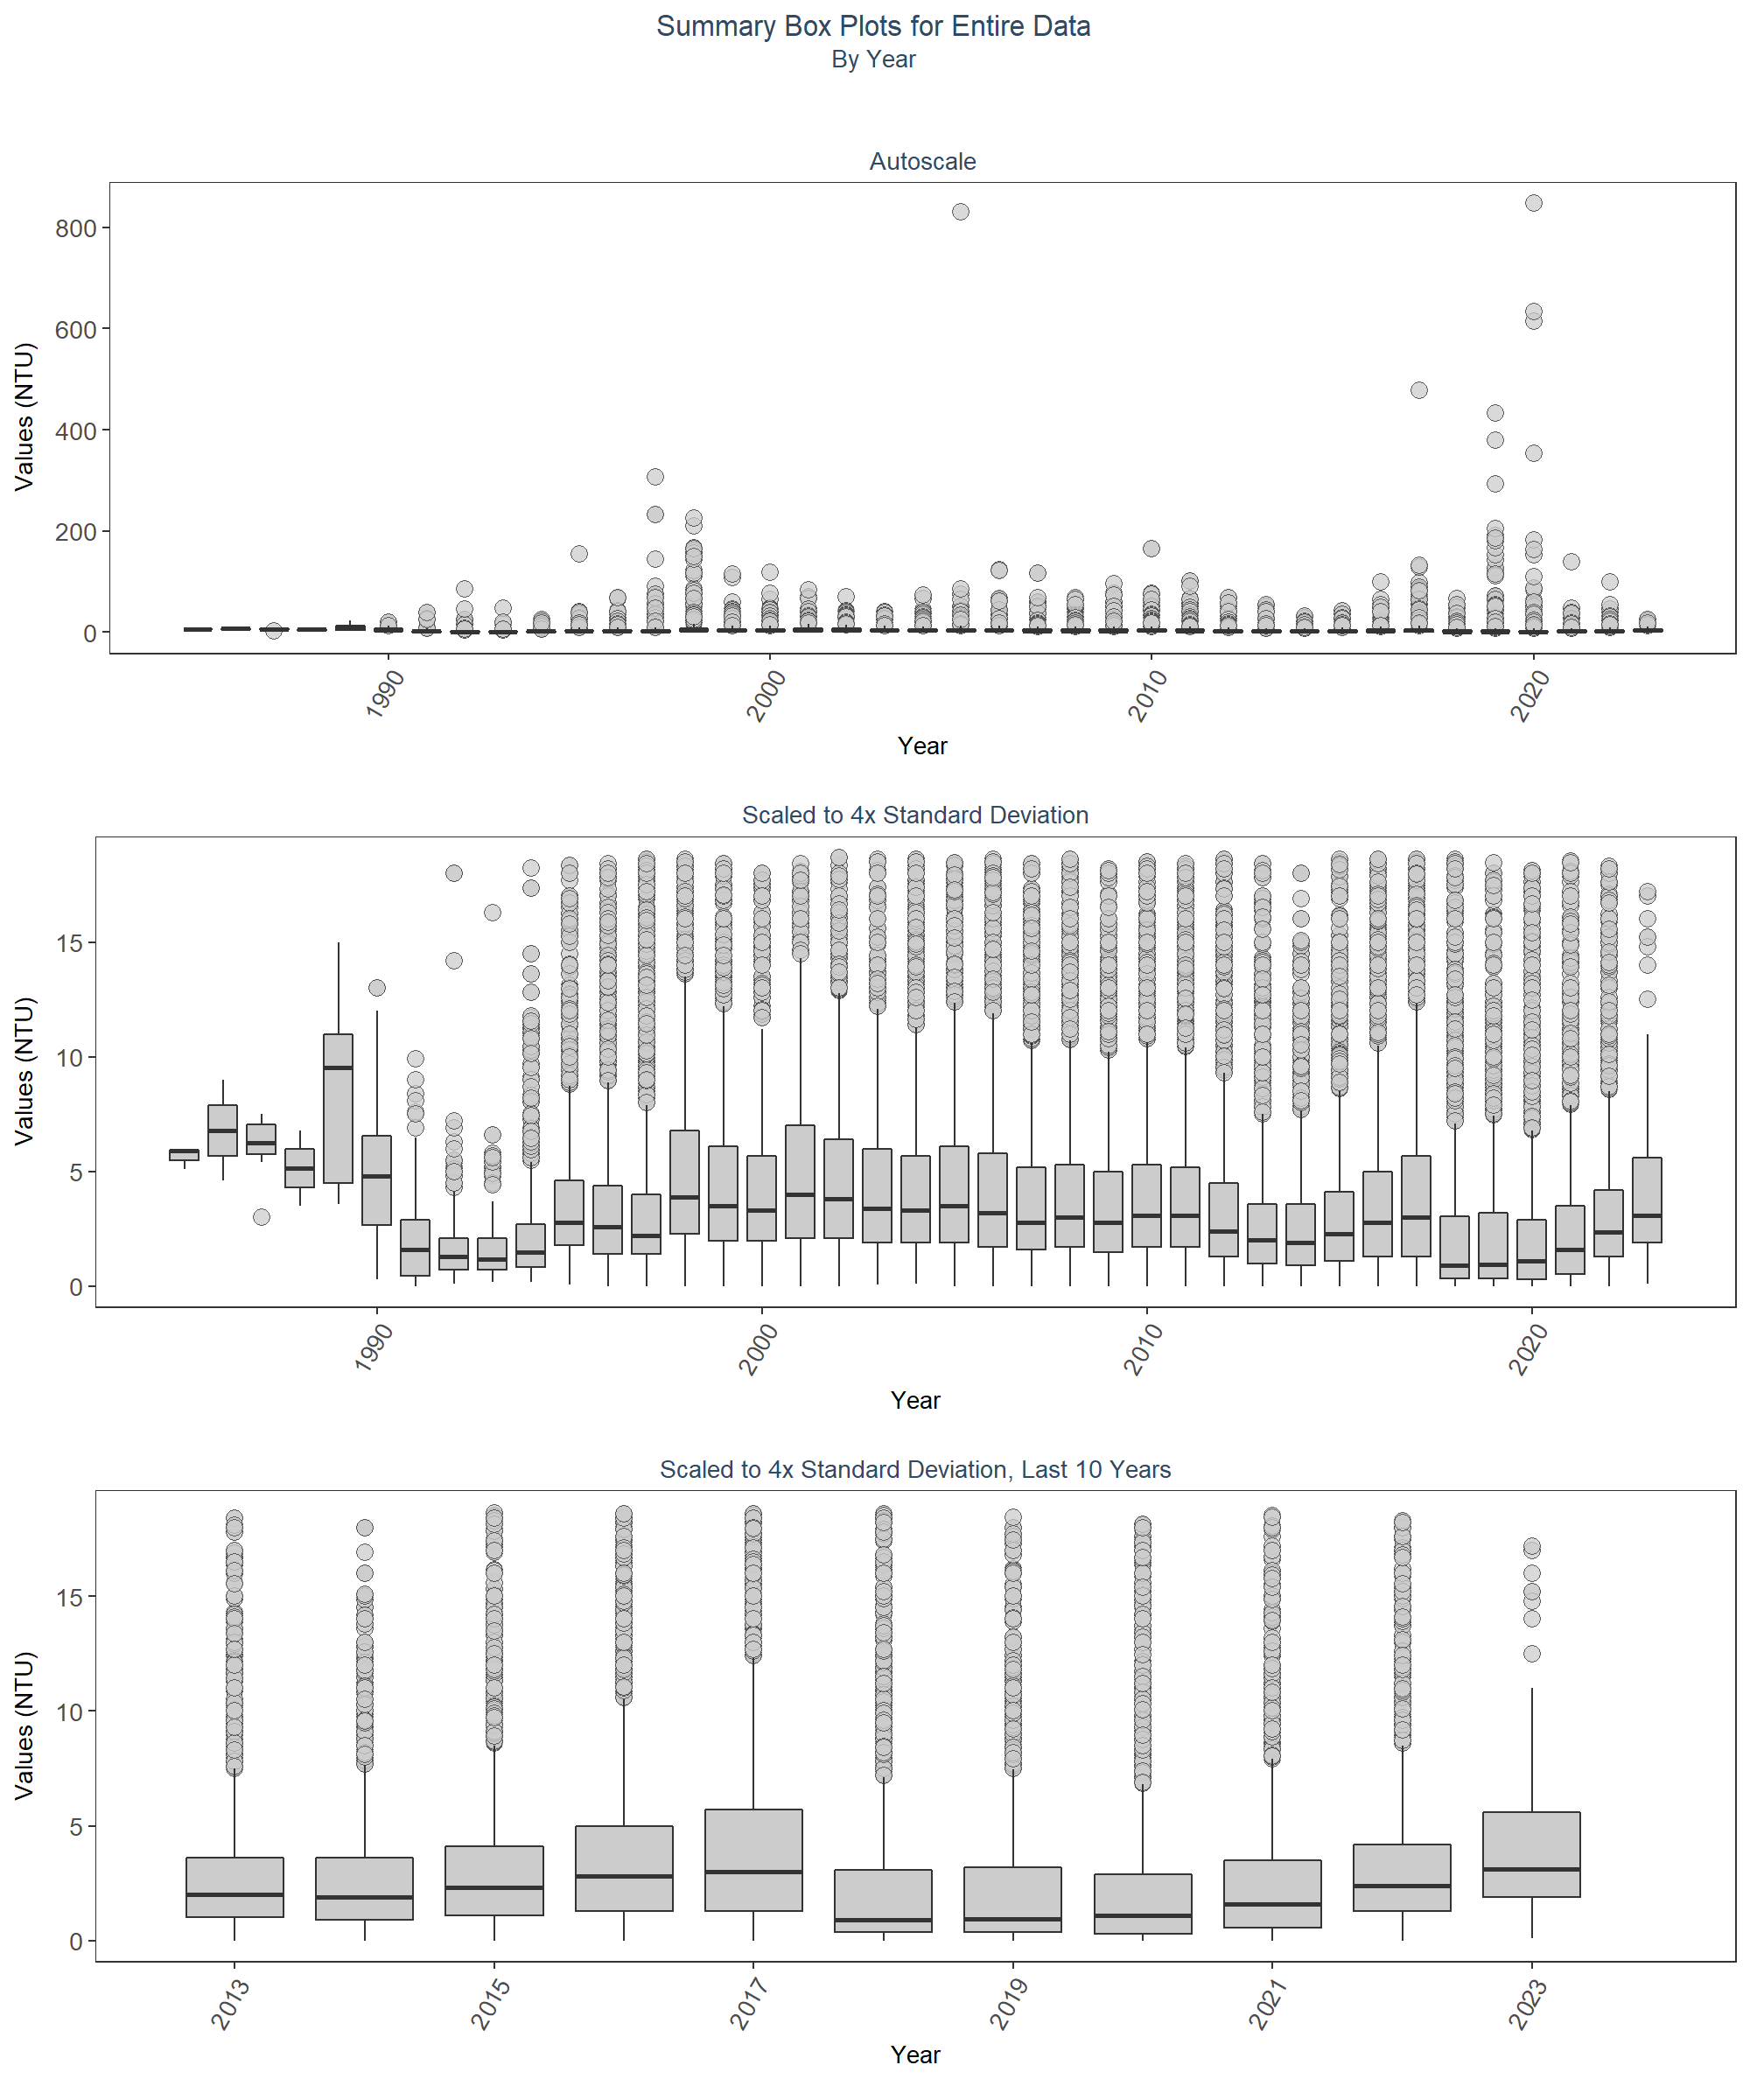 Summary Box Plots for Entire Data
By Year
Autoscale
Values (NTU)
800
600
400
200
0
1990
2000
2010
2020
Year
Scaled to 4x Standard Deviation
Values (NTU)
15
10
5
0
1990
2000
2010
2020
Year
Scaled to 4x Standard Deviation, Last 10 Years
Values (NTU)
15
10
5
0
2013
2015
2017
2019
2021
2023
Year